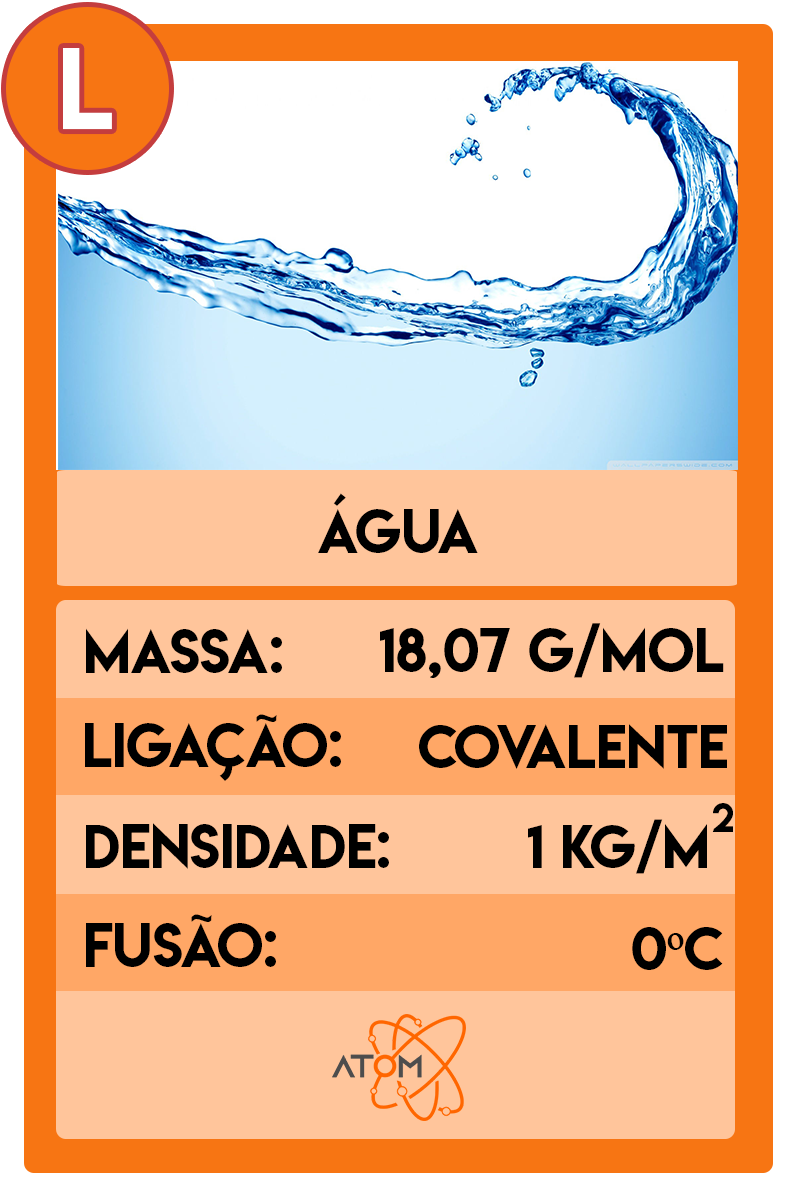 L
ÁGUA
MASSA: 18,07 G/MOL
LIGAÇÃO: COVALENTE
DENSIDADE: 1 KG/M²
FUSÃO: 0ºC
ATOM